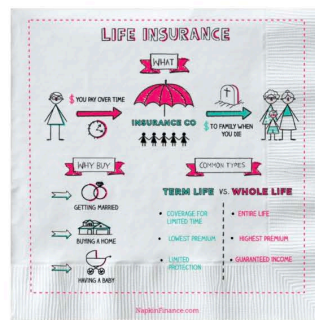 LIFE INSURANCE
WHAT
$ YOU PAY OVER TIME
INSURANCE CO
$ TO FAMILY WHEN
YOU DIE
WHY BUY
GETTING MARRIED
BUYING A HOME
HAVING A BABY
COMMON TYPES
TERM LIFE VS. WHOLE LIFE
• COVERAGE FOR
LIMITED TIME
• ENTIRE LIFE
• LOWEST PREMIUM
• HIGHEST PREMIUM
• LIMITED
PROTECTION
• GUARANTEED INCOME
NapkinFinance.com